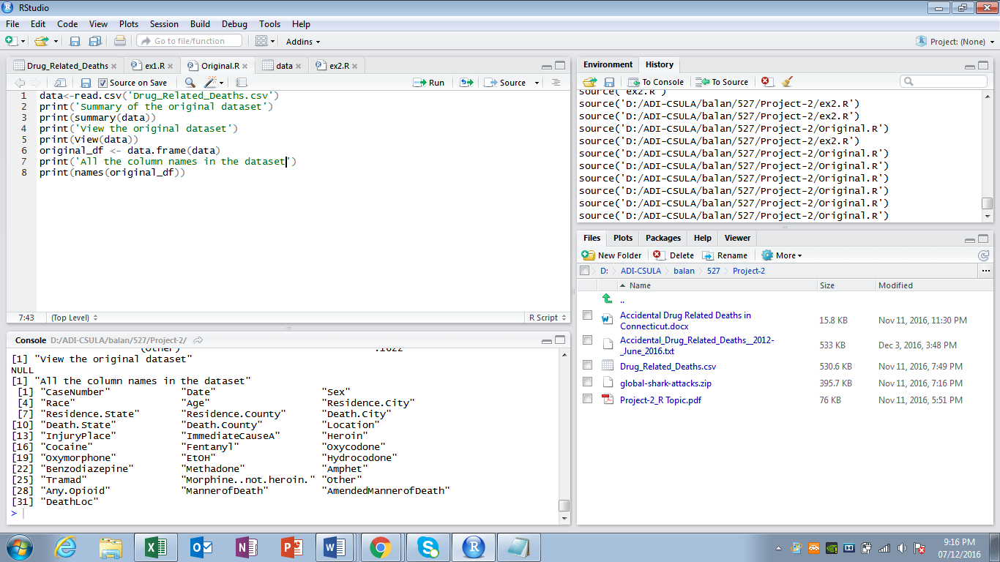 RStudio
File Edit Code View Plots Session Build Debug Tools Help
Go to file/function Addins Project: (None)
Drug_Related_Deaths ex1.R Original.R data ex2.R
Source on Save Run Source
1 data<-read.csv('Drug_Related_Deaths.csv')
2 print('Summary of the original dataset')
3 print(summary(data))
4 print('View the original dataset')
5 print(View(data))
6 original_df <- data.frame(data)
7 print('All the column names in the dataset')
8 print(names(original_df))
7:43 (Top Level) R Script
Console D:/ADI-CSULA/balan/527/Project-2/
(Other) :1622
[1] "View the original dataset"
NULL
[1] "All the column names in the dataset"
[1] "CaseNumber" "Date" "Sex"
[4] "Race" "Age" "Residence.City"
[7] "Residence.State" "Residence.County" "Death.City"
[10] "Death.State" "Death.County" "Location"
[13] "InjuryPlace" "ImmediateCauseA" "Heroin"
[16] "Cocaine" "Fentanyl" "Oxycodone"
[19] "Oxymorphone" "EtOH" "Hydrocodone"
[22] "Benzodiazepine" "Methadone" "Amphet"
[25] "Tramad" "Morphine..not.heroin." "Other"
[28] "Any.Opioid" "MannerofDeath" "AmendedMannerofDeath"
[31] "DeathLoc"
>
Environment History
To Console To Source
source('ex2.R')
source('D:/ADI-CSULA/balan/527/Project-2/ex2.R')
source('D:/ADI-CSULA/balan/527/Project-2/ex2.R')
source('D:/ADI-CSULA/balan/527/Project-2/Original.R')
source('D:/ADI-CSULA/balan/527/Project-2/ex2.R')
source('D:/ADI-CSULA/balan/527/Project-2/Original.R')
source('D:/ADI-CSULA/balan/527/Project-2/Original.R')
source('D:/ADI-CSULA/balan/527/Project-2/Original.R')
source('D:/ADI-CSULA/balan/527/Project-2/Original.R')
source('D:/ADI-CSULA/balan/527/Project-2/Original.R')
source('D:/ADI-CSULA/balan/527/Project-2/Original.R')
Files Plots Packages Help Viewer
New Folder Delete Rename More
D: ADI-CSULA balan 527 Project-2 ...
Name Size Modified
..
Accidental Drug Related Deaths in
Connecticut.docx 15.8 KB Nov 11, 2016, 11:30 PM
Accidental_Drug_Related_Deaths__2012-
_June_2016.txt 533 KB Dec 3, 2016, 3:48 PM
Drug_Related_Deaths.csv 530.6 KB Nov 11, 2016, 7:49 PM
global-shark-attacks.zip 395.7 KB Nov 11, 2016, 7:16 PM
Project-2_R Topic.pdf 76 KB Nov 11, 2016, 5:51 PM
9:16 PM
07/12/2016